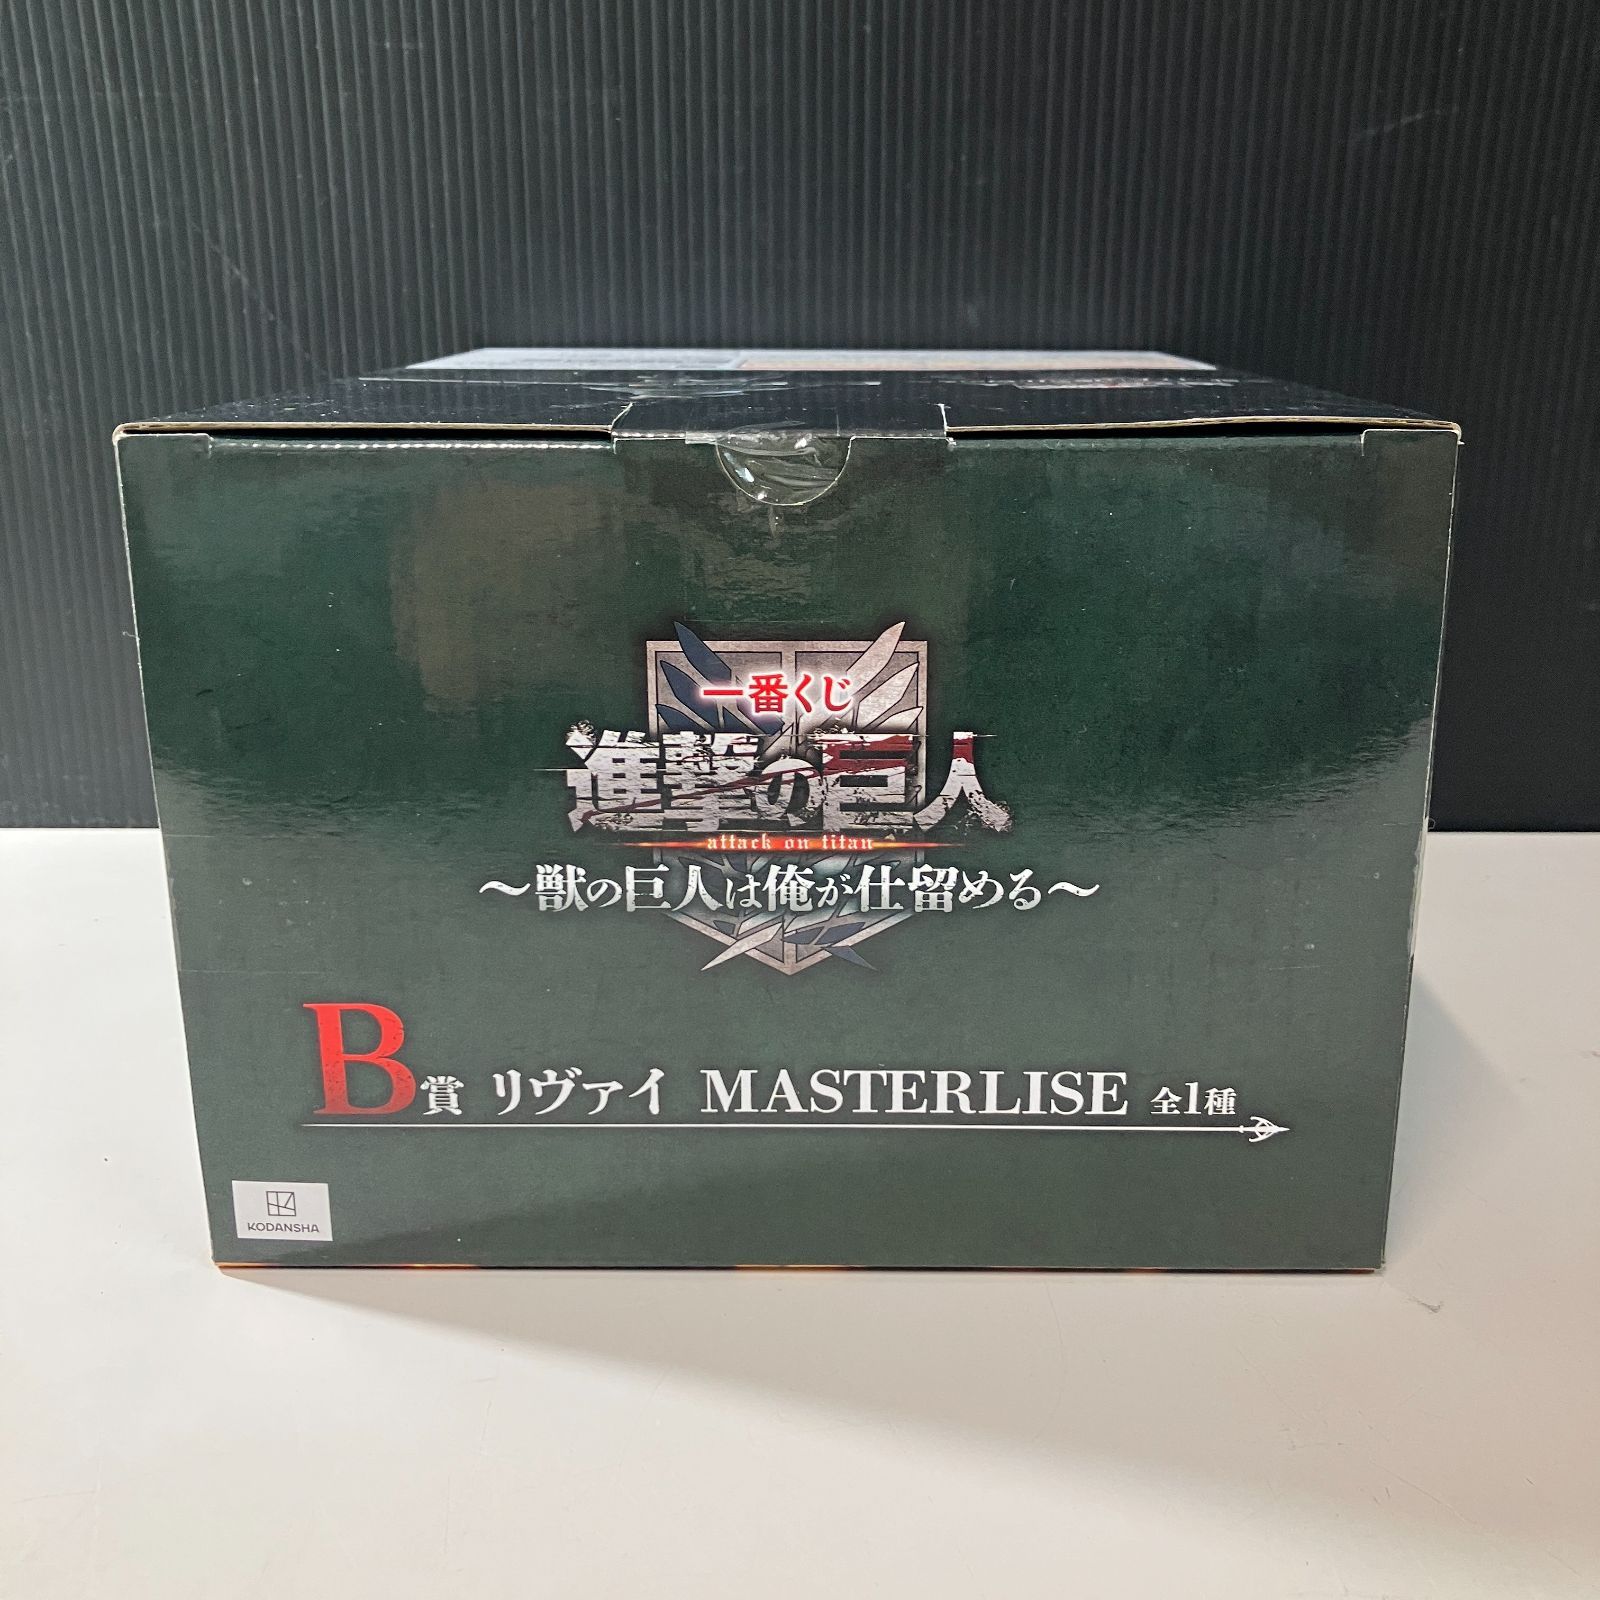 一番くじ
進撃の巨人
attack on titan
～獣の巨人は俺が仕留める～
B賞 リヴァイ MASTERLISE 全1種
KODANSHA